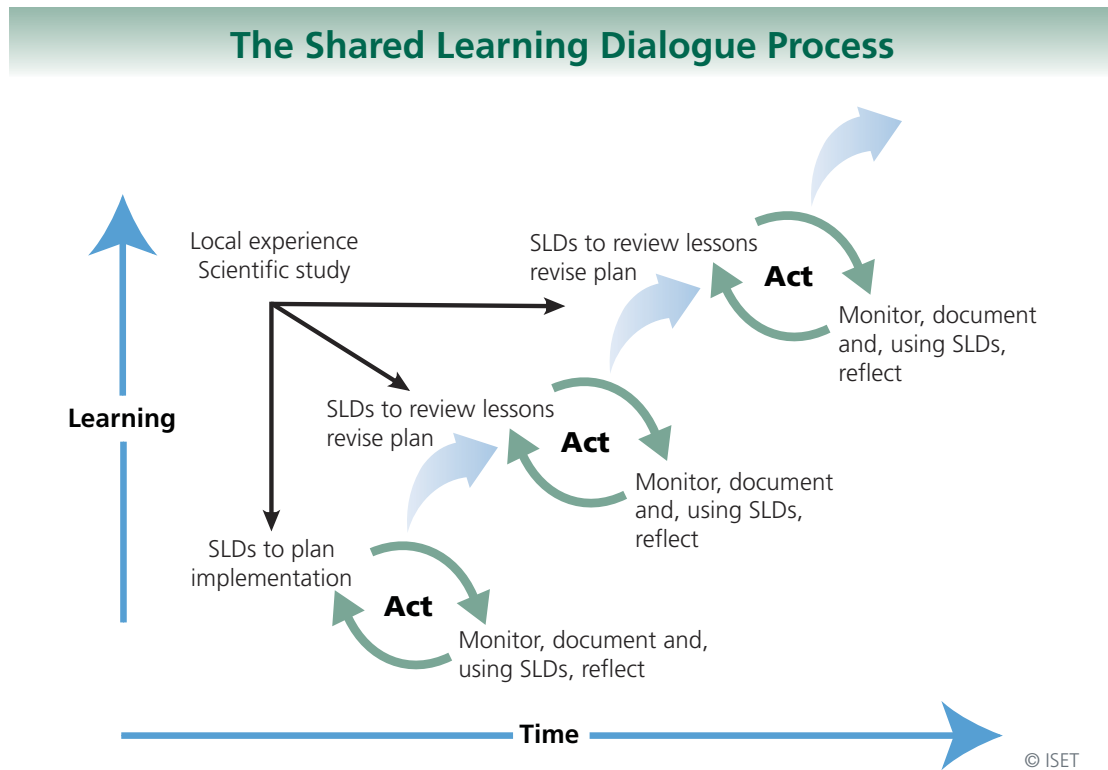 The Shared Learning Dialogue Process
Local experience
Scientific study
SLDs to review lessons
revise plan
Act
Monitor, document
and, using SLDs,
reflect
Learning
SLDs to review lessons
revise plan
Act
Monitor, document
and, using SLDs,
reflect
SLDs to plan
implementation
Act
Monitor, document and,
using SLDs, reflect
Time
© ISET